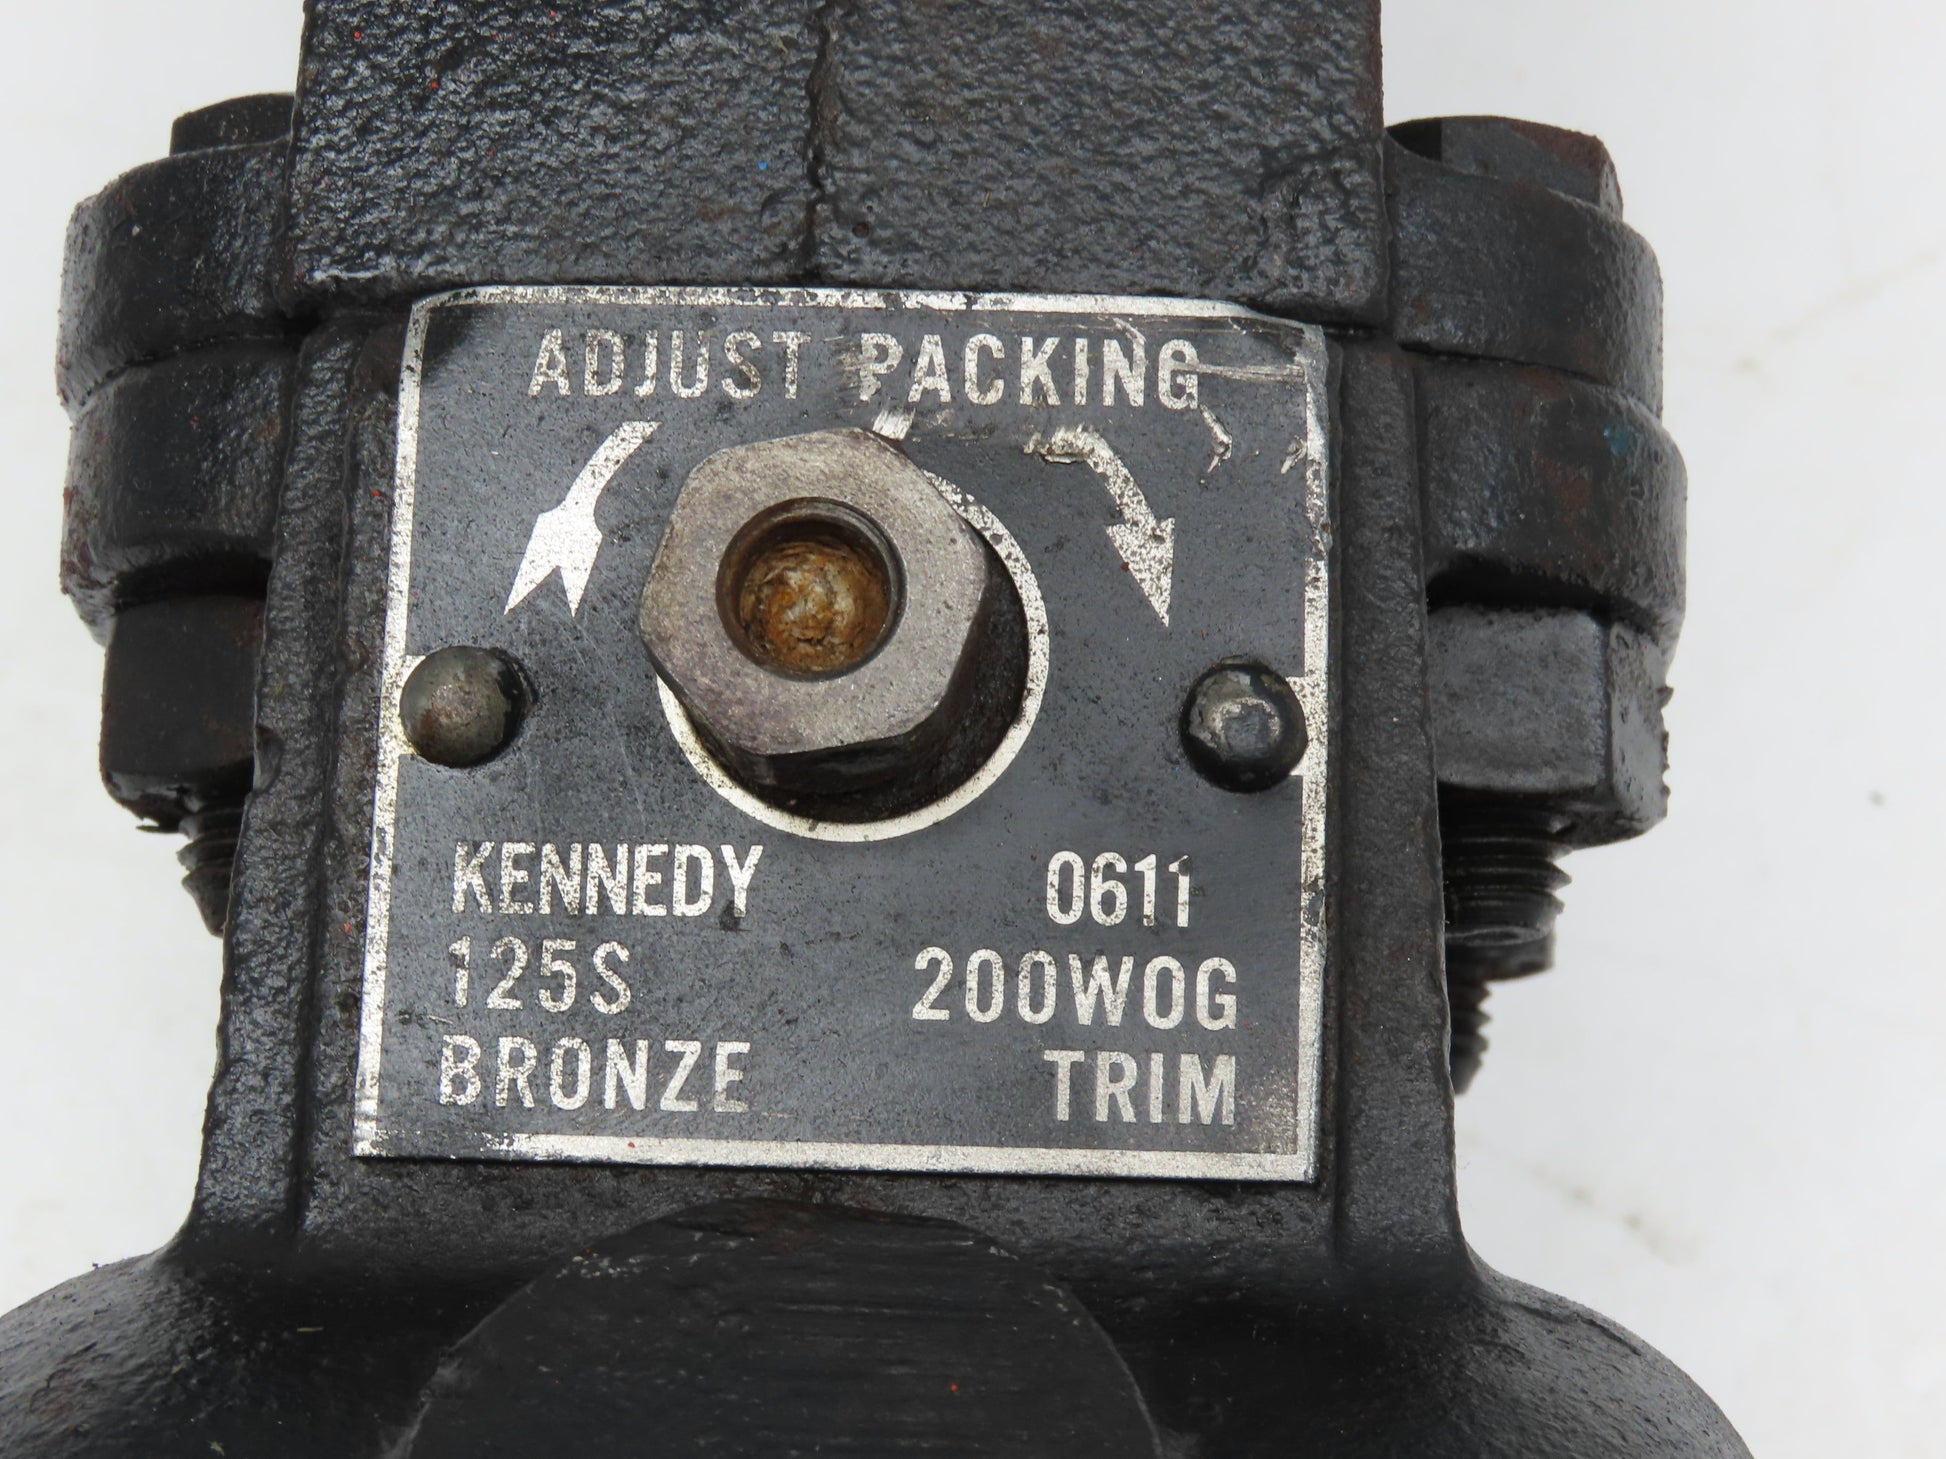 ADJUST PACKING
KENNEDY 0611
125S 200WOG
BRONZE TRIM